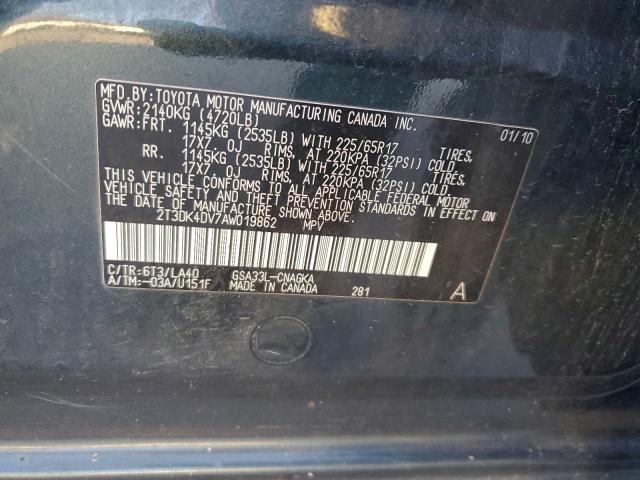 MFD.BY:TOYOTA MOTOR MANUFACTURING CANADA INC.
GVWR:2140KG (4720LB) 01/10
GAWR:FRT. 1145KG (2535LB) WITH 225/65R17 TIRES,
17X7.0J RIMS, AT 220KPA (32PSI) COLD
RR. 1145KG (2535LB) WITH 225/65R17 TIRES,
17X7.0J RIMS, AT 220KPA (32PSI) COLD.
THIS VEHICLE CONFORMS TO ALL APPLICABLE FEDERAL MOTOR
VEHICLE SAFETY AND THEFT PREVENTION STANDARDS IN EFFECT ON
THE DATE OF MANUFACTURE SHOWN ABOVE.
2T3DK4DV7AW019862 MPV
C/TR:6T3/LA40 GSA33L-CNAGKA
A/TM:-03A/U151F MADE IN CANADA 281 A